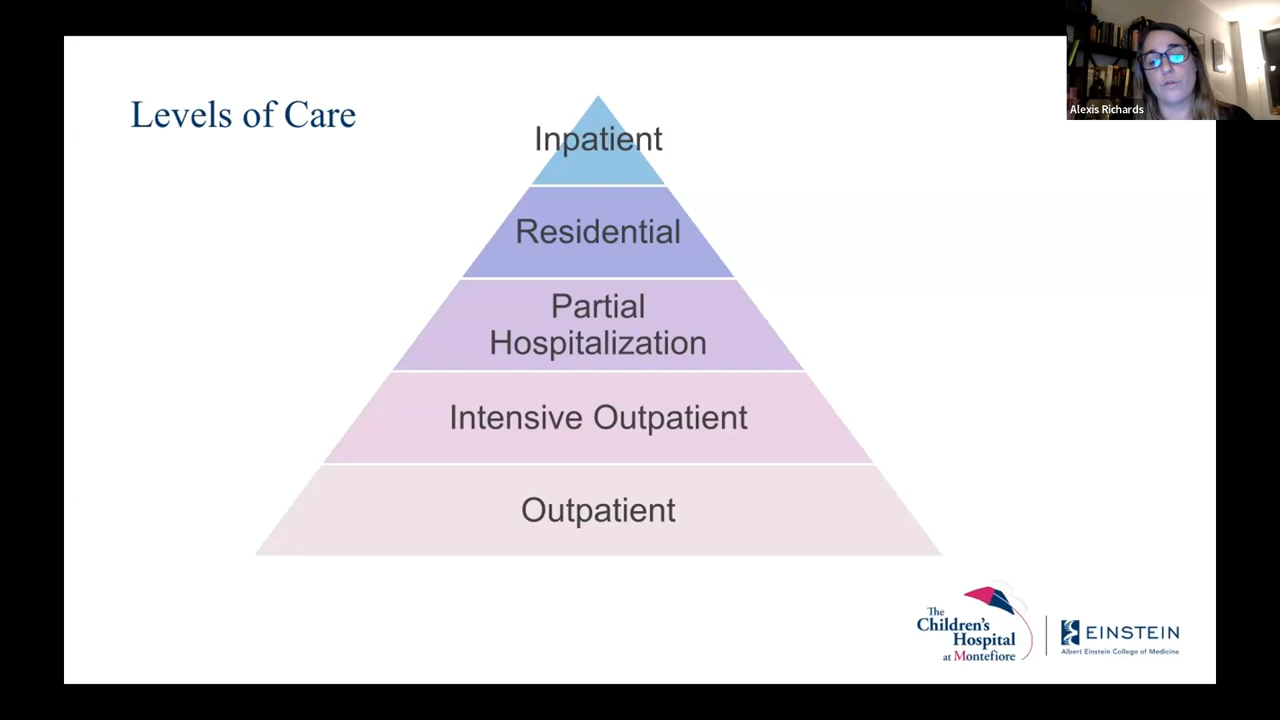 Levels of Care
Inpatient
Residential
Partial
Hospitalization
Intensive Outpatient
Outpatient
Alexis Richards
The
Children's
Hospital
at Montefiore
EINSTEIN
Albert Einstein College of Medicine